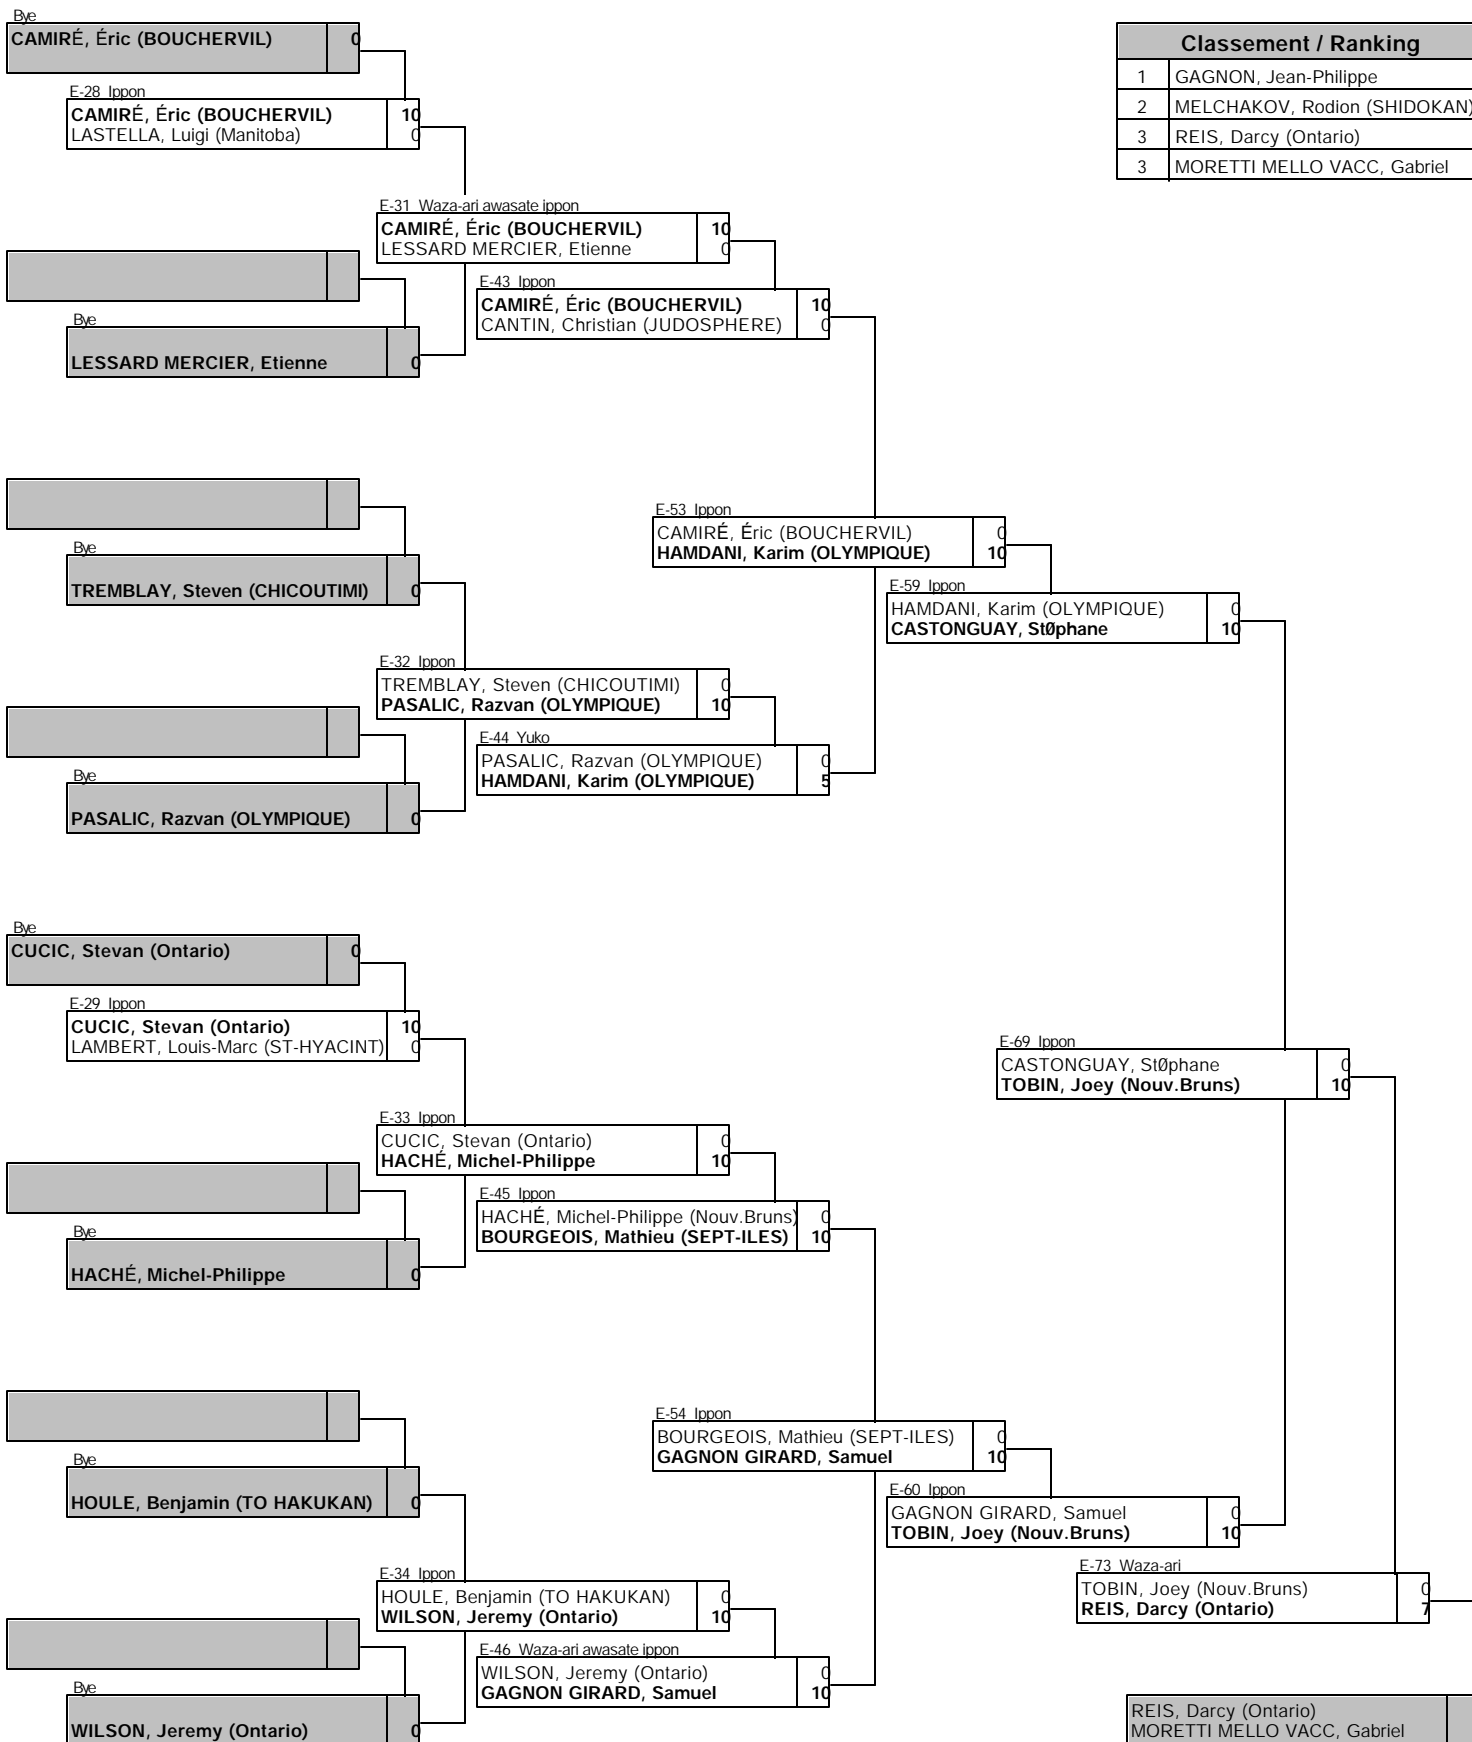 Bye
CAMIRÉ, Éric (BOUCHERVIL) 0
Classement / Ranking
1 GAGNON, Jean-Philippe
2 MELCHAKOV, Rodion (SHIDOKAN)
3 REIS, Darcy (Ontario)
3 MORETTI MELLO VACC, Gabriel
E-28 Ippon
CAMIRÉ, Éric (BOUCHERVIL) 10
LASTELLA, Luigi (Manitoba) 0
E-31 Waza-ari awasate ippon
CAMIRÉ, Éric (BOUCHERVIL) 10
LESSARD MERCIER, Etienne 0
E-43 Ippon
CAMIRÉ, Éric (BOUCHERVIL) 10
CANTIN, Christian (JUDOSPHERE) 0
Bye
LESSARD MERCIER, Etienne 0
E-53 Ippon
CAMIRÉ, Éric (BOUCHERVIL) 0
HAMDANI, Karim (OLYMPIQUE) 10
Bye
TREMBLAY, Steven (CHICOUTIMI) 0
E-59 Ippon
HAMDANI, Karim (OLYMPIQUE) 0
CASTONGUAY, StØphane 10
E-32 Ippon
TREMBLAY, Steven (CHICOUTIMI) 0
PASALIC, Razvan (OLYMPIQUE) 10
E-44 Yuko
PASALIC, Razvan (OLYMPIQUE) 0
HAMDANI, Karim (OLYMPIQUE) 5
Bye
PASALIC, Razvan (OLYMPIQUE) 0
Bye
CUCIC, Stevan (Ontario) 0
E-29 Ippon
CUCIC, Stevan (Ontario) 10
LAMBERT, Louis-Marc (ST-HYACINT) 0
E-69 Ippon
CASTONGUAY, StØphane 0
TOBIN, Joey (Nouv.Bruns) 10
E-33 Ippon
CUCIC, Stevan (Ontario) 0
HACHÉ, Michel-Philippe 10
E-45 Ippon
HACHÉ, Michel-Philippe (Nouv.Bruns) 0
BOURGEOIS, Mathieu (SEPT-ILES) 10
Bye
HACHÉ, Michel-Philippe 0
E-54 Ippon
BOURGEOIS, Mathieu (SEPT-ILES) 0
GAGNON GIRARD, Samuel 10
Bye
HOULE, Benjamin (TO HAKUKAN) 0
E-60 Ippon
GAGNON GIRARD, Samuel 0
TOBIN, Joey (Nouv.Bruns) 10
E-34 Ippon
HOULE, Benjamin (TO HAKUKAN) 0
WILSON, Jeremy (Ontario) 10
E-73 Waza-ari
TOBIN, Joey (Nouv.Bruns) 0
REIS, Darcy (Ontario) 7
E-46 Waza-ari awasate ippon
WILSON, Jeremy (Ontario) 0
GAGNON GIRARD, Samuel 10
Bye
WILSON, Jeremy (Ontario) 0
REIS, Darcy (Ontario)
MORETTI MELLO VACC, Gabriel